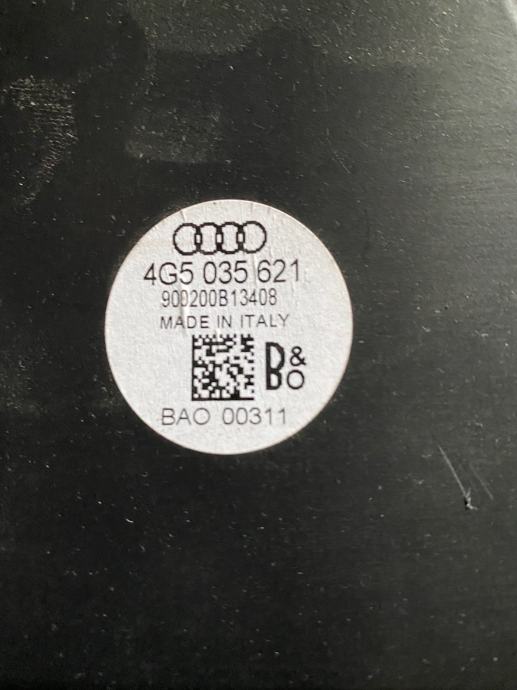 4G5 035 621
900200B13408
MADE IN ITALY
B&O
BAO 00311